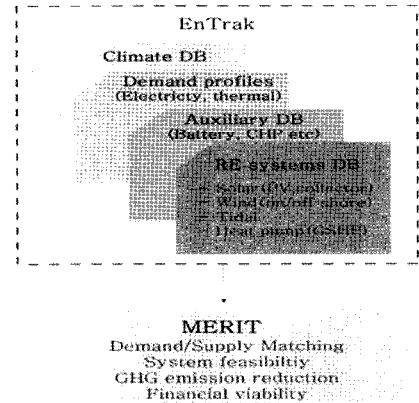 EnTrak
Climate DB
Demand profiles
(Electricty, thermal)
Auxiliary DB
(Battery, CHP etc)
RE systems DB
- Solar (PV, collector)
- Wind (on/off shore)
- Tidal
- Heat pump (GSHP)
MERIT
Demand/Supply Matching
System feasibiltiy
GHG emission reduction
Financial viability